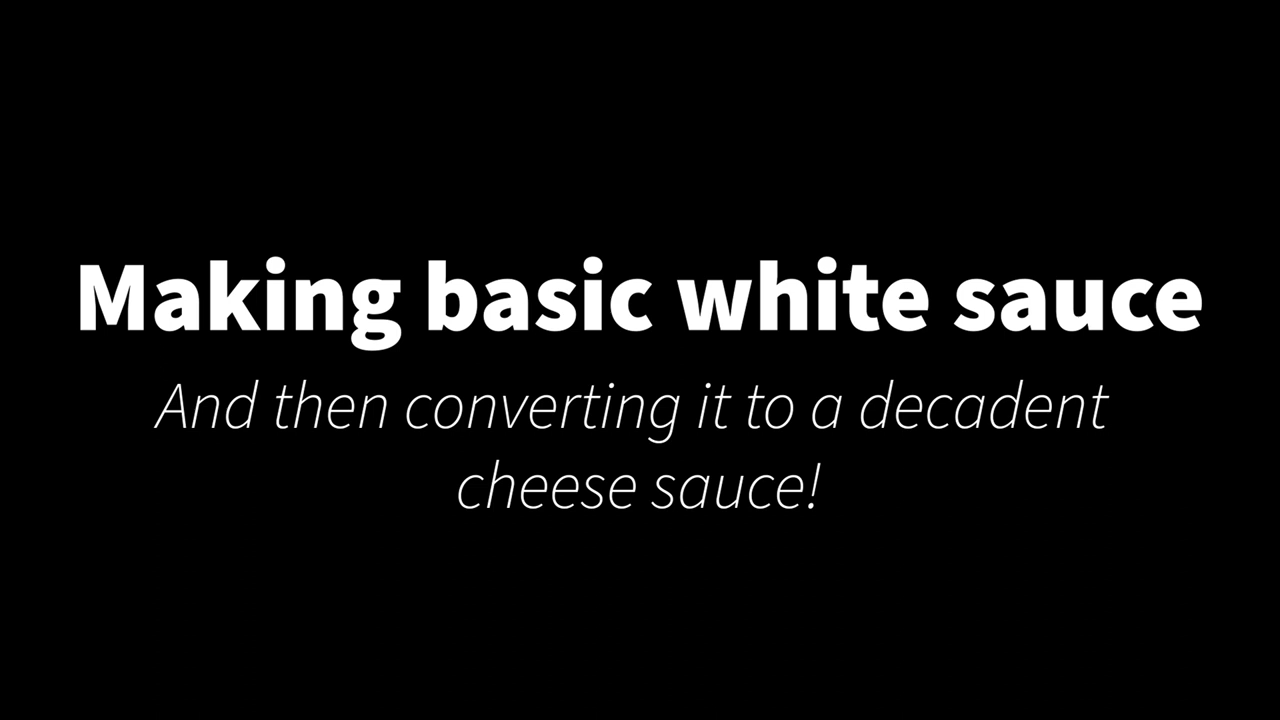 Making basic white sauce
And then converting it to a decadent
cheese sauce!